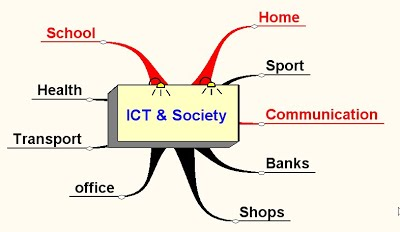 Home
School
Sport
Health
ICT & Society
Communication
Transport
Banks
office
Shops